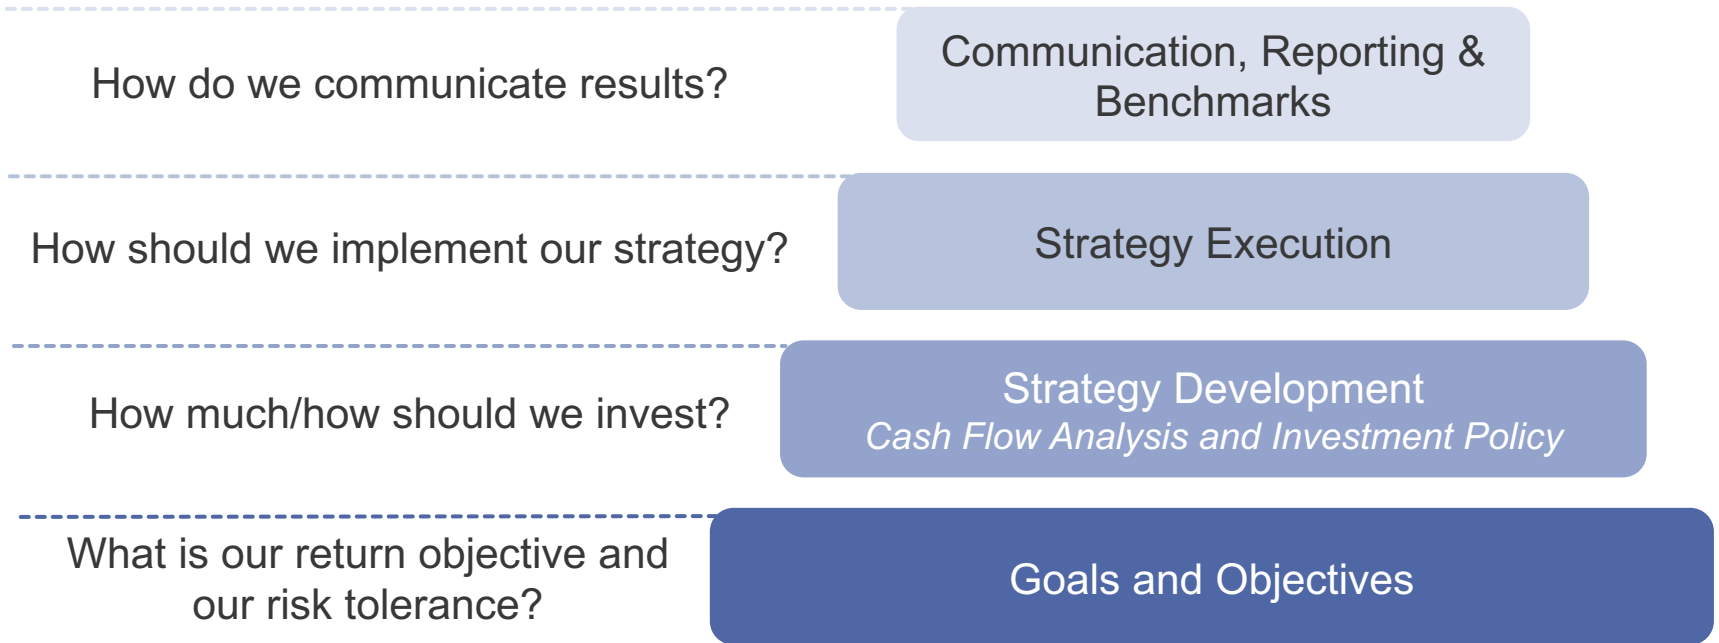 How do we communicate results?
Communication, Reporting &
Benchmarks
How should we implement our strategy?
Strategy Execution
How much/how should we invest?
Strategy Development
Cash Flow Analysis and Investment Policy
What is our return objective and
our risk tolerance?
Goals and Objectives